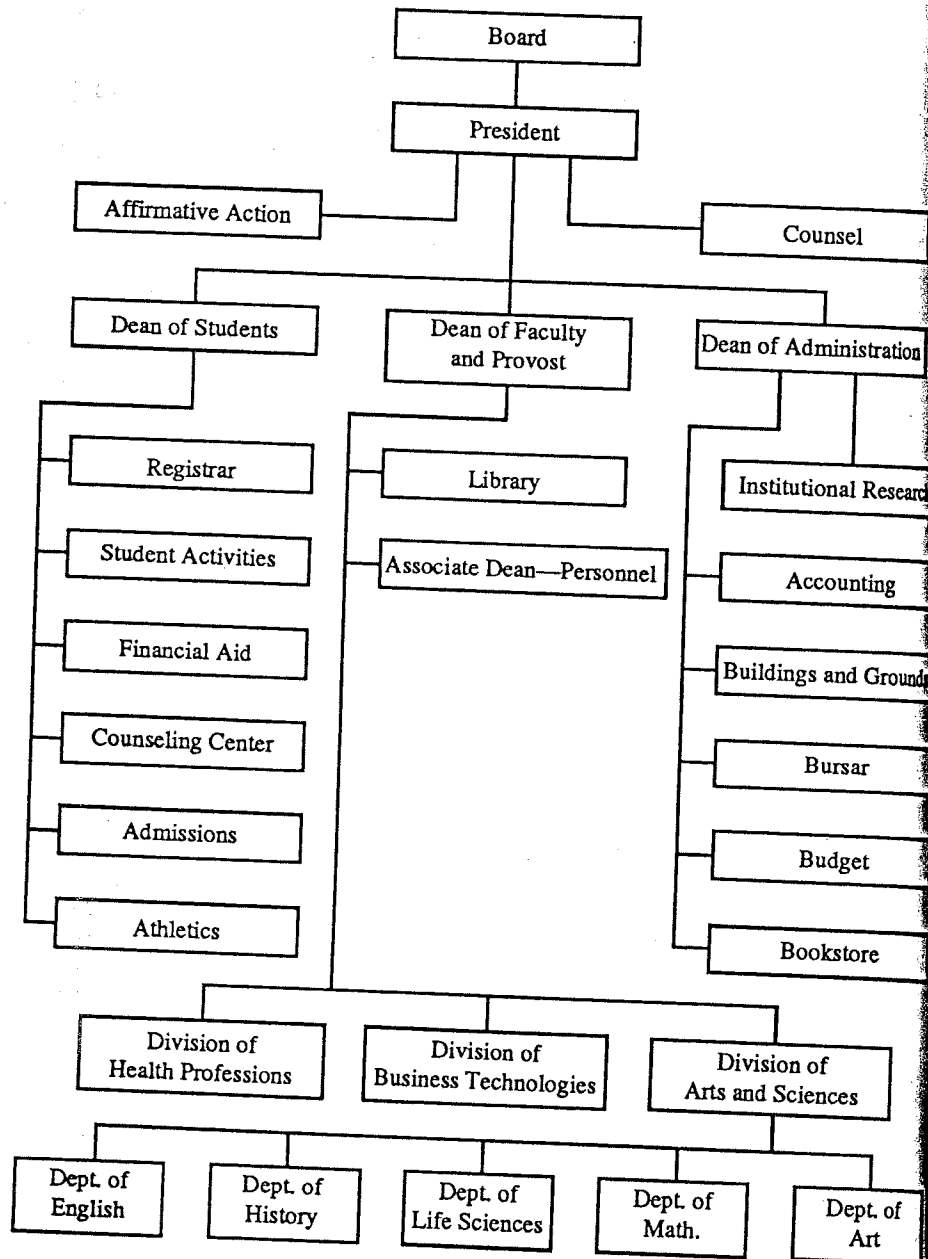 Board
President
Affirmative Action
Counsel
Dean of Students
Dean of Faculty
and Provost
Dean of Administration
Registrar
Student Activities
Financial Aid
Counseling Center
Admissions
Athletics
Library
Associate Dean—Personnel
Institutional Researc
Accounting
Buildings and Grounds
Bursar
Budget
Bookstore
Division of
Health Professions
Division of
Business Technologies
Division of
Arts and Sciences
Dept. of
English
Dept. of
History
Dept. of
Life Sciences
Dept. of
Math.
Dept. of
Art